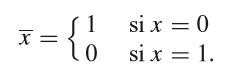 x̅ = { 1 si x = 0
0 si x = 1.